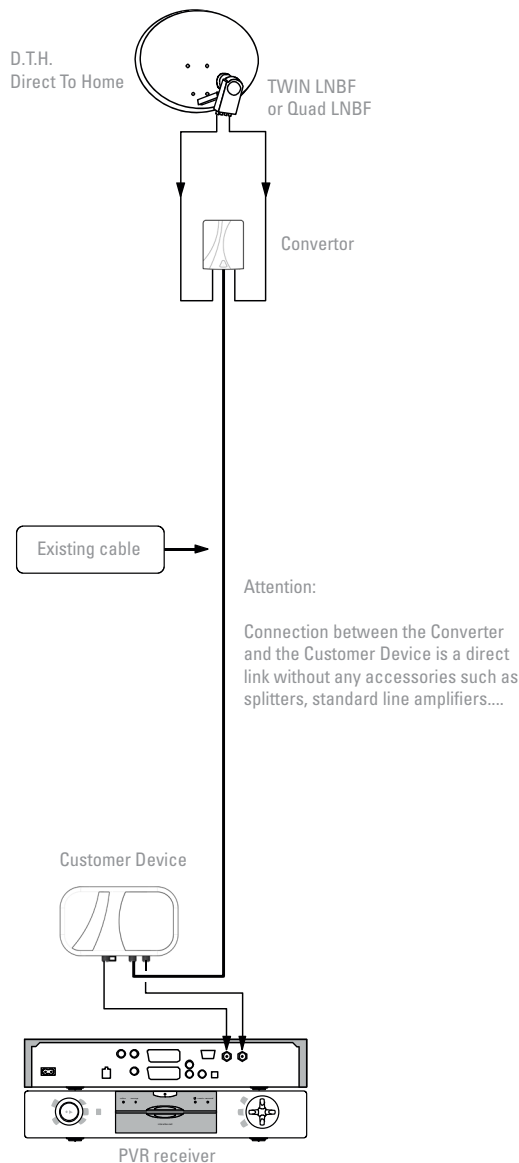 D.T.H.
Direct To Home
TWIN LNBF
or Quad LNBF
Convertor
Existing cable
Attention:
Connection between the Converter
and the Customer Device is a direct
link without any accessories such as
splitters, standard line amplifiers....
Customer Device
PVR receiver